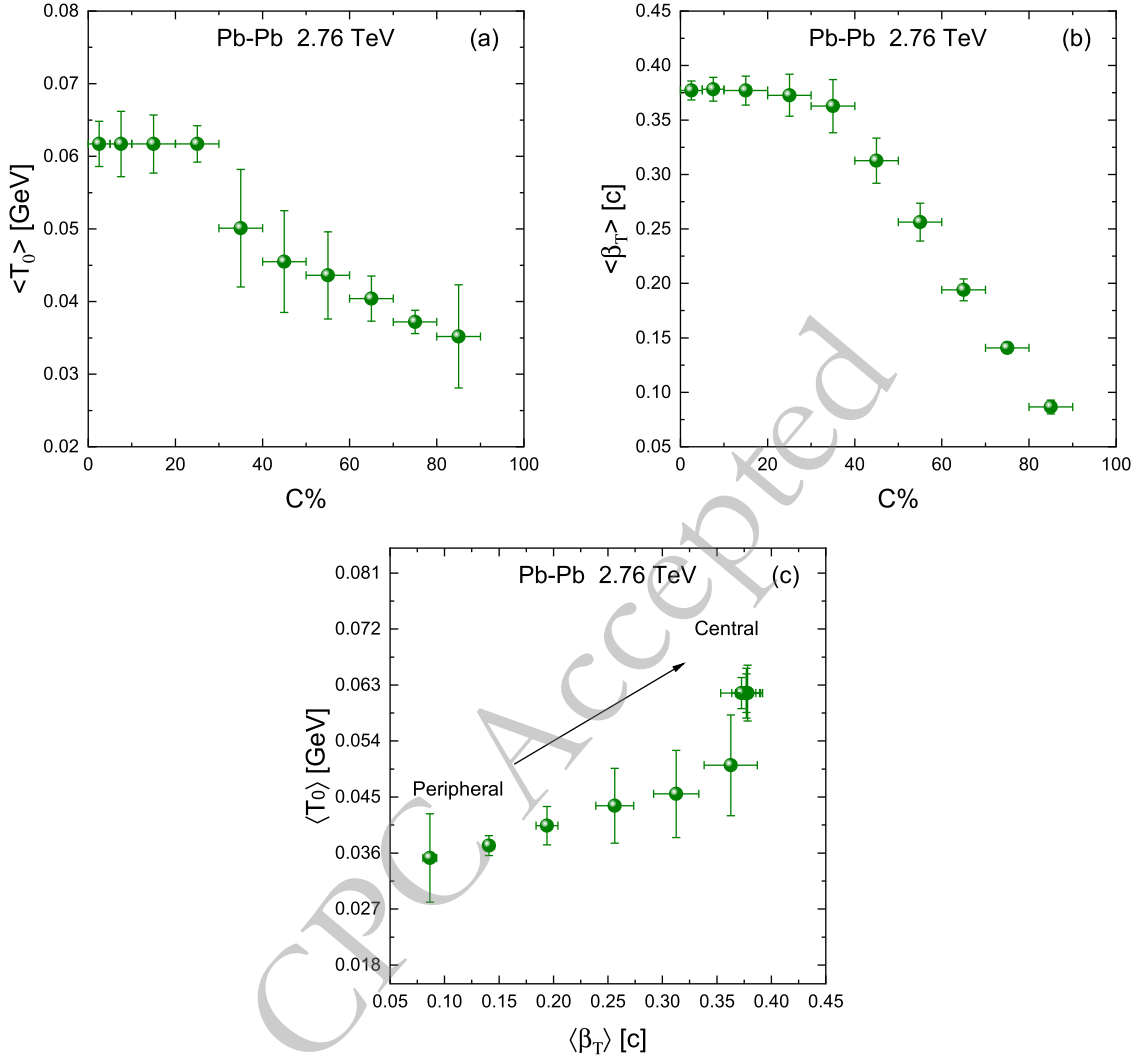 Pb-Pb 2.76 TeV (a)
0.08
0.07
0.06
0.05
0.04
0.03
0.02
<T0> [GeV]
0 20 40 60 80 100
C%
Pb-Pb 2.76 TeV (b)
0.45
0.40
0.35
0.30
0.25
0.20
0.15
0.10
0.05
<βT> [c]
0 20 40 60 80 100
C%
Pb-Pb 2.76 TeV (c)
Central
Peripheral
0.081
0.072
0.063
0.054
0.045
0.036
0.027
0.018
⟨T0⟩ [GeV]
0.05 0.10 0.15 0.20 0.25 0.30 0.35 0.40 0.45
⟨βT⟩ [c]
CPC Accepted